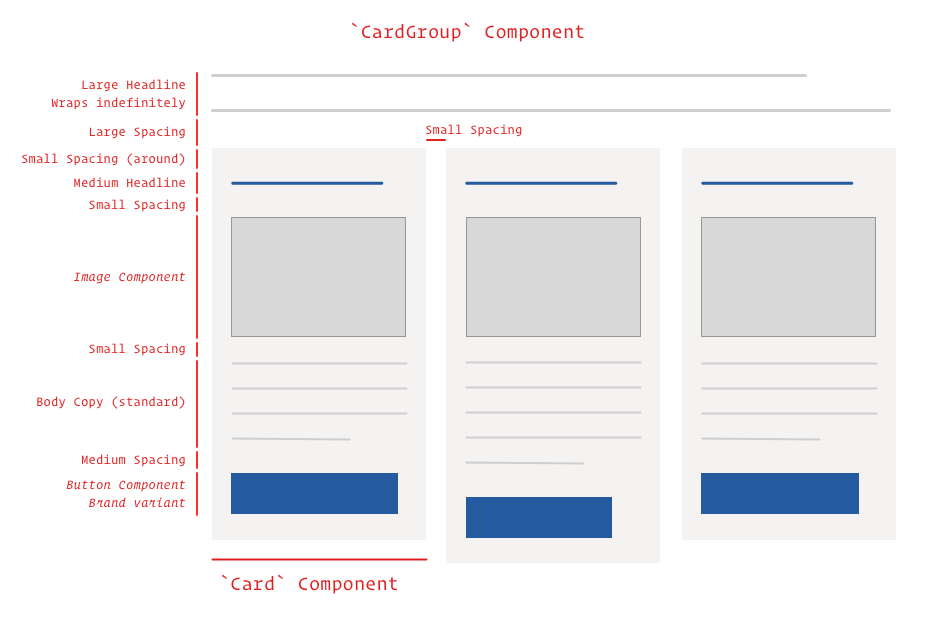 `CardGroup` Component
Large Headline
Wraps indefinitely
Large Spacing
Small Spacing
Small Spacing (around)
Medium Headline
Small Spacing
Image Component
Small Spacing
Body Copy (standard)
Medium Spacing
Button Component
Brand variant
`Card` Component